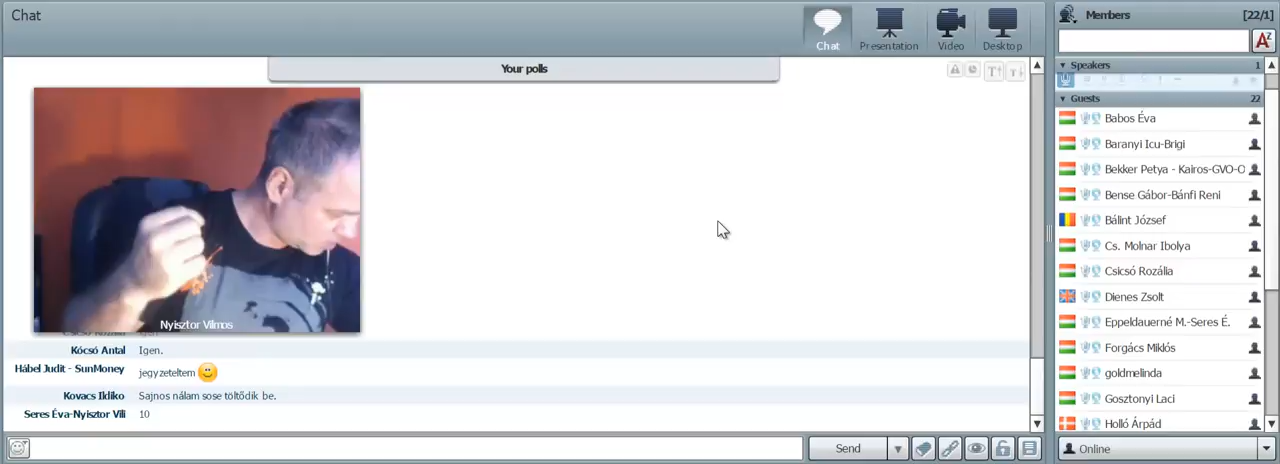 Chat
Chat
Presentation
Video
Desktop
Members
[22/1]
Your polls
Speakers 1
Guests 22
Babos Éva
Baranyi Icu-Brigi
Bekker Petya - Kairos-GVO-O
Bense Gábor-Bánfi Reni
Bálint József
Cs. Molnar Ibolya
Csicsó Rozália
Dienes Zsolt
Eppeldauerné M.-Seres É.
Forgács Miklós
goldmelinda
Gosztonyi Laci
Holló Árpád
Nyisztor Vilmos
Kócsó Antal Igen.
Hábel Judit - SunMoney jegyzeteltem
Kovacs Ildiko Sajnos nálam sose töltődik be.
Seres Éva-Nyisztor Vili 10
Send
Online